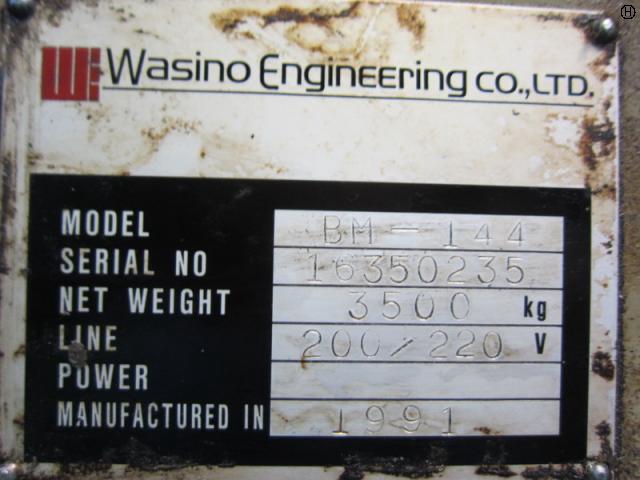 WE Wasino Engineering CO.,LTD.
MODEL BM-144
SERIAL NO 16350235
NET WEIGHT 3500 kg
LINE 200/220 V
POWER
MANUFACTURED IN 1991
H